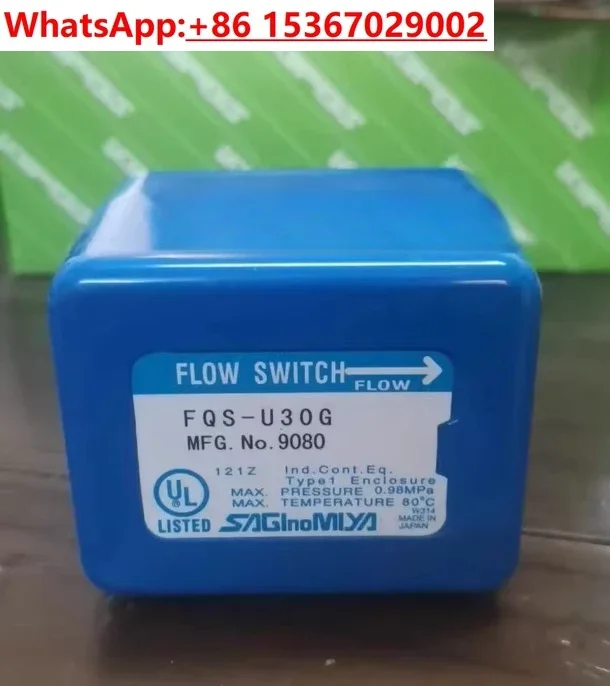 WhatsApp:+86 15367029002
FLOW SWITCH
FLOW
FQS-U30G
MFG. No. 9080
121Z Ind.Cont.Eq.
Type1 Enclosure
MAX. PRESSURE 0.98MPa
MAX. TEMPERATURE 80°C
UL
LISTED
SAGInoMIYA
W314
MADE IN
JAPAN